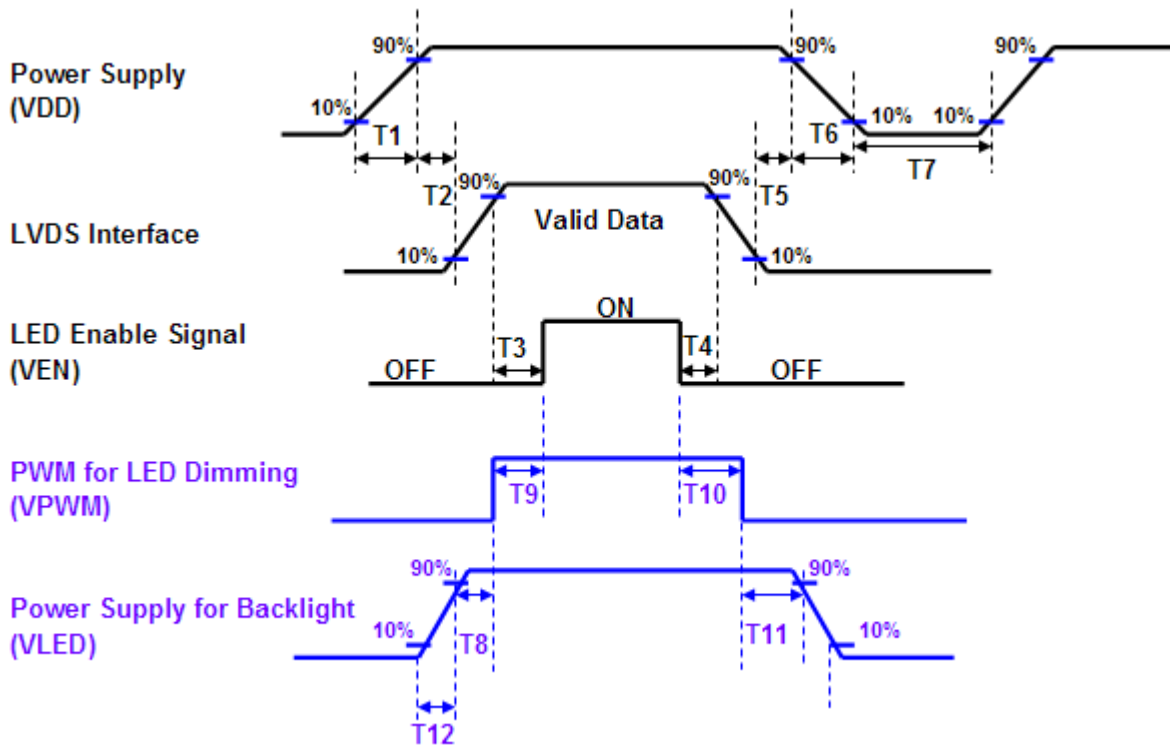 90% 90% 90%
Power Supply
(VDD)
10% 10% 10%
T1 T6
T7
90% 90%
T2 T5
Valid Data
LVDS Interface
10% 10%
ON
LED Enable Signal
(VEN)
T3 T4
OFF OFF
PWM for LED Dimming
(VPWM)
T9 T10
90% 90%
Power Supply for Backlight
(VLED)
10% 10%
T8 T11
T12